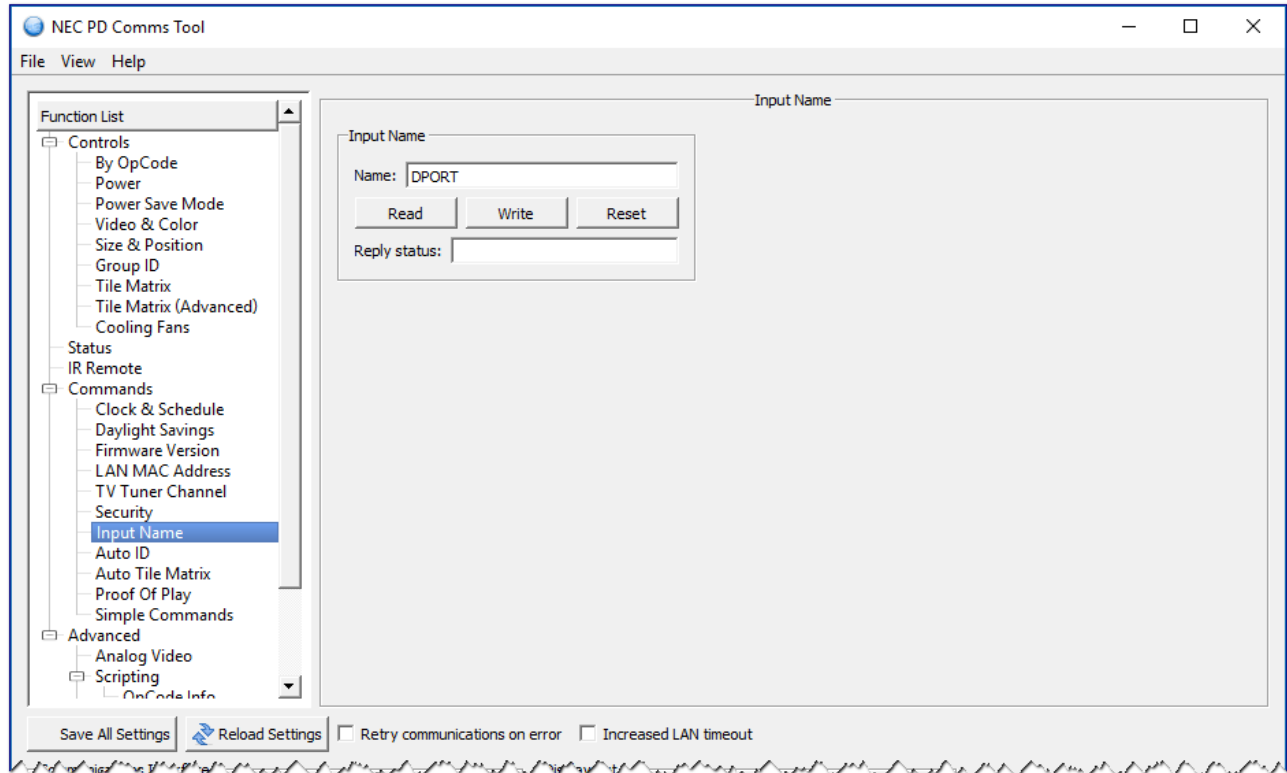 NEC PD Comms Tool
File View Help
Function List
Controls
By OpCode
Power
Power Save Mode
Video & Color
Size & Position
Group ID
Tile Matrix
Tile Matrix (Advanced)
Cooling Fans
Status
IR Remote
Commands
Clock & Schedule
Daylight Savings
Firmware Version
LAN MAC Address
TV Tuner Channel
Security
Input Name
Auto ID
Auto Tile Matrix
Proof Of Play
Simple Commands
Advanced
Analog Video
Scripting
OpCode Info
Input Name
Input Name
Name: DPORT
Read Write Reset
Reply status:
Save All Settings Reload Settings Retry communications on error Increased LAN timeout